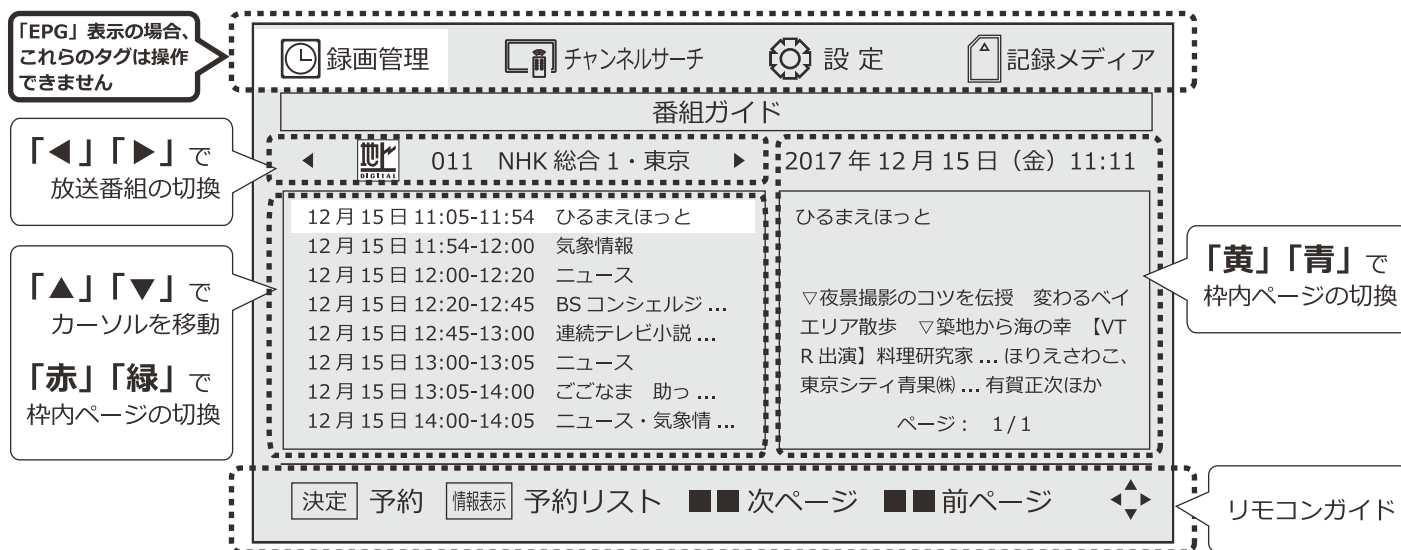 「EPG」表示の場合、
これらのタグは操作
できません
録画管理
チャンネルサーチ
設 定
記録メディア
番組ガイド
「◀」「▶」で
放送番組の切換
◀ 地デジ DIGITAL 011 NHK 総合 1・東京 ▶
2017 年 12 月 15 日（金）11:11
12 月 15 日 11:05-11:54 ひるまえほっと
12 月 15 日 11:54-12:00 気象情報
12 月 15 日 12:00-12:20 ニュース
12 月 15 日 12:20-12:45 BS コンシェルジ ...
12 月 15 日 12:45-13:00 連続テレビ小説 ...
12 月 15 日 13:00-13:05 ニュース
12 月 15 日 13:05-14:00 ごごなま 助っ ...
12 月 15 日 14:00-14:05 ニュース・気象情 ...
「▲」「▼」で
カーソルを移動
「赤」「緑」で
枠内ページの切換
ひるまえほっと
▽夜景撮影のコツを伝授 変わるベイ
エリア散歩 ▽築地から海の幸 【VT
R 出演】料理研究家 ... ほりえさわこ、
東京シティ青果㈱ ... 有賀正次ほか
ページ： 1/1
「黄」「青」で
枠内ページの切換
決定 予約 情報表示 予約リスト ■■次ページ ■■前ページ
リモコンガイド